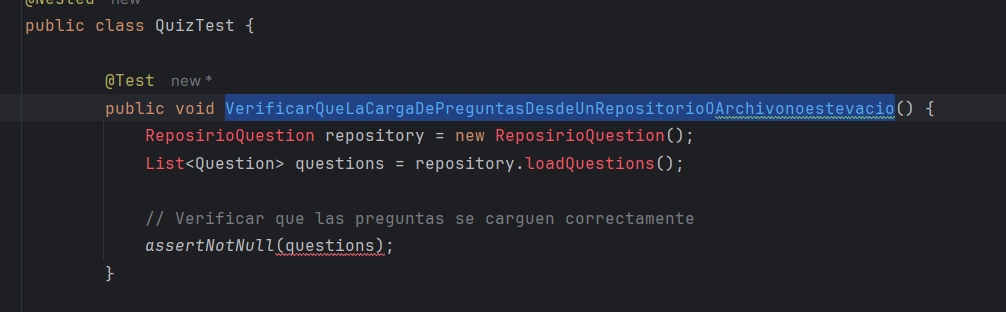 @Nested new
public class QuizTest {
@Test new *
public void VerificarQueLaCargaDePreguntasDesdeUnRepositorioOArchivonoestevacio() {
ReposirioQuestion repository = new ReposirioQuestion();
List<Question> questions = repository.loadQuestions();
// Verificar que las preguntas se carguen correctamente
assertNotNull(questions);
}